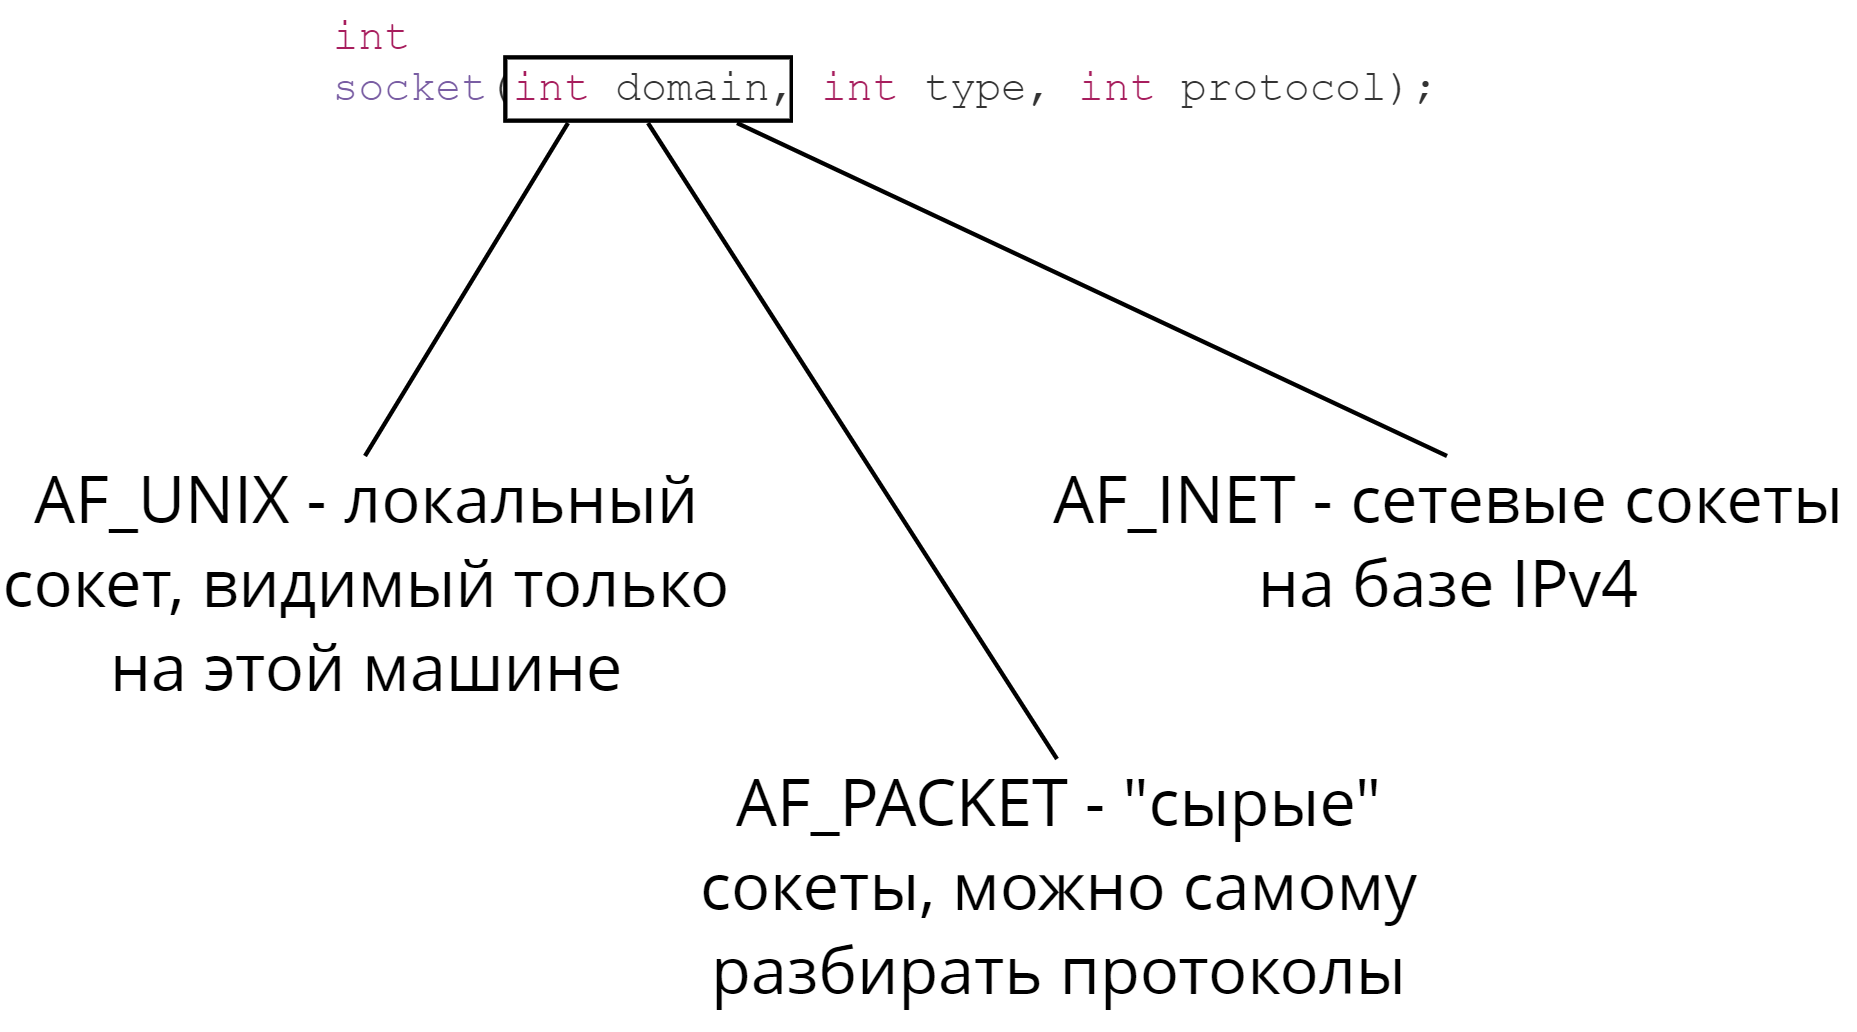 int
socket(int domain, int type, int protocol);
AF_UNIX - локальный
сокет, видимый только
на этой машине
AF_INET - сетевые сокеты
на базе IPv4
AF_PACKET - "сырые"
сокеты, можно самому
разбирать протоколы